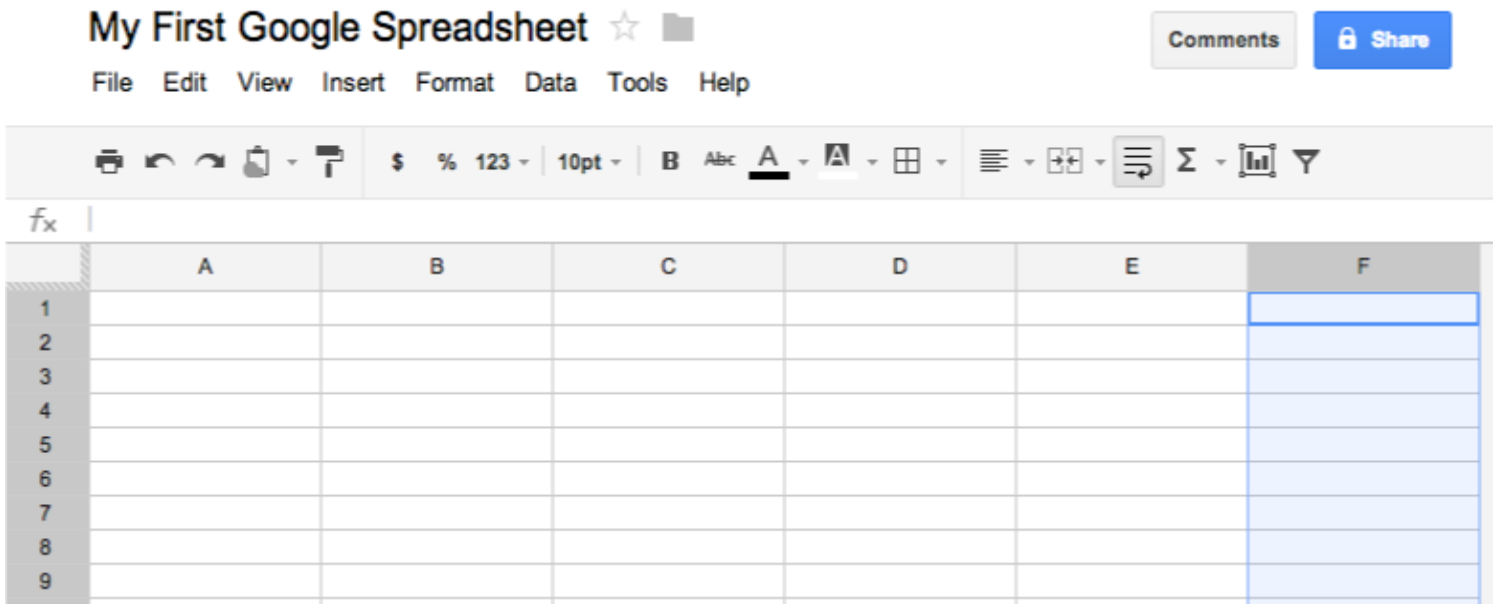 My First Google Spreadsheet
Comments Share
File Edit View Insert Format Data Tools Help
$ % 123 10pt B Abc A A Σ
fx
A B C D E F
1
2
3
4
5
6
7
8
9